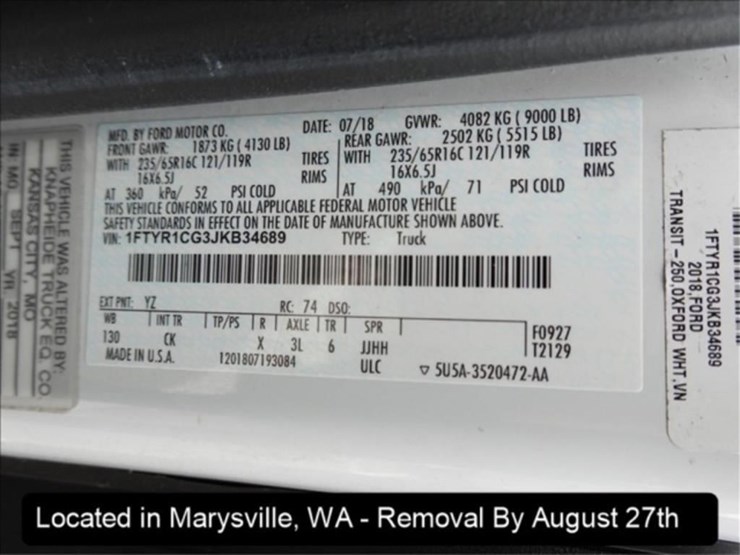 MFD. BY FORD MOTOR CO.
DATE: 07/18
GVWR: 4082 KG ( 9000 LB)
FRONT GAWR: 1873 KG ( 4130 LB)
REAR GAWR: 2502 KG ( 5515 LB)
WITH 235/65R16C 121/119R TIRES
WITH 235/65R16C 121/119R TIRES
16X6.5J RIMS
16X6.5J RIMS
AT 360 kPa/ 52 PSI COLD
AT 490 kPa/ 71 PSI COLD
THIS VEHICLE CONFORMS TO ALL APPLICABLE FEDERAL MOTOR VEHICLE
SAFETY STANDARDS IN EFFECT ON THE DATE OF MANUFACTURE SHOWN ABOVE.
VIN: 1FTYR1CG3JKB34689 TYPE: Truck
EXT PNT: YZ RC: 74 DSO:
WB INT TR TP/PS R AXLE TR SPR
130 CK X 3L 6 JJHH
F0927
T2129
MADE IN U.S.A. 1201807193084 ULC
5U5A-3520472-AA
THIS VEHICLE WAS ALTERED BY:
KNAPHEIDE TRUCK EQ. CO
KANSAS CITY, MO
IN MO. SEPT YR. 2018
1FTYR1CG3JKB34689
2018,FORD
TRANSIT-250,OXFORD WHT,VN
Located in Marysville, WA - Removal By August 27th